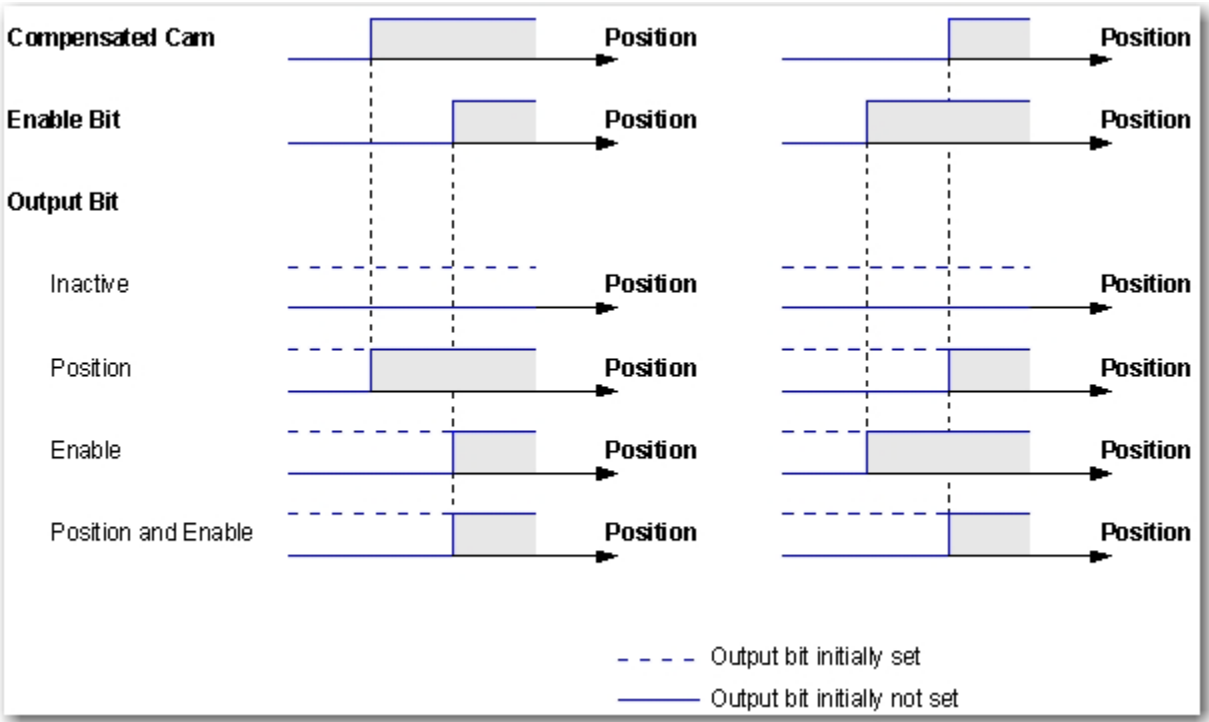 Compensated Cam Position Position
Enable Bit Position Position
Output Bit
Inactive Position Position
Position Position Position
Enable Position Position
Position and Enable Position Position
Output bit initially set
Output bit initially not set